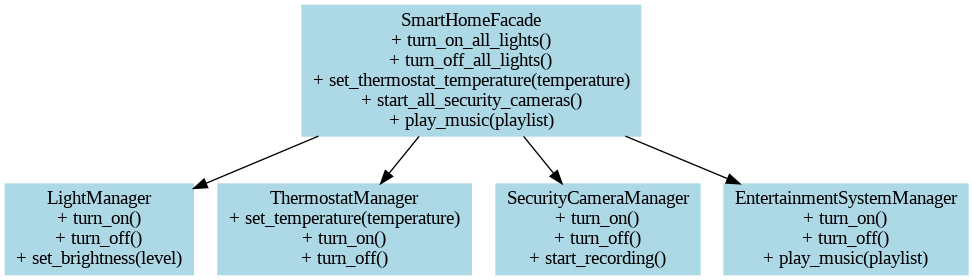 SmartHomeFacade
+ turn_on_all_lights()
+ turn_off_all_lights()
+ set_thermostat_temperature(temperature)
+ start_all_security_cameras()
+ play_music(playlist)
LightManager
+ turn_on()
+ turn_off()
+ set_brightness(level)
ThermostatManager
+ set_temperature(temperature)
+ turn_on()
+ turn_off()
SecurityCameraManager
+ turn_on()
+ turn_off()
+ start_recording()
EntertainmentSystemManager
+ turn_on()
+ turn_off()
+ play_music(playlist)